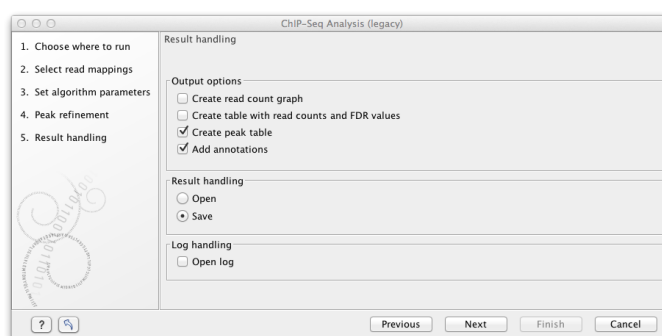 ChIP-Seq Analysis (legacy)
1. Choose where to run
2. Select read mappings
3. Set algorithm parameters
4. Peak refinement
5. Result handling
Result handling
Output options
Create read count graph
Create table with read counts and FDR values
Create peak table
Add annotations
Result handling
Open
Save
Log handling
Open log
?
Previous
Next
Finish
Cancel